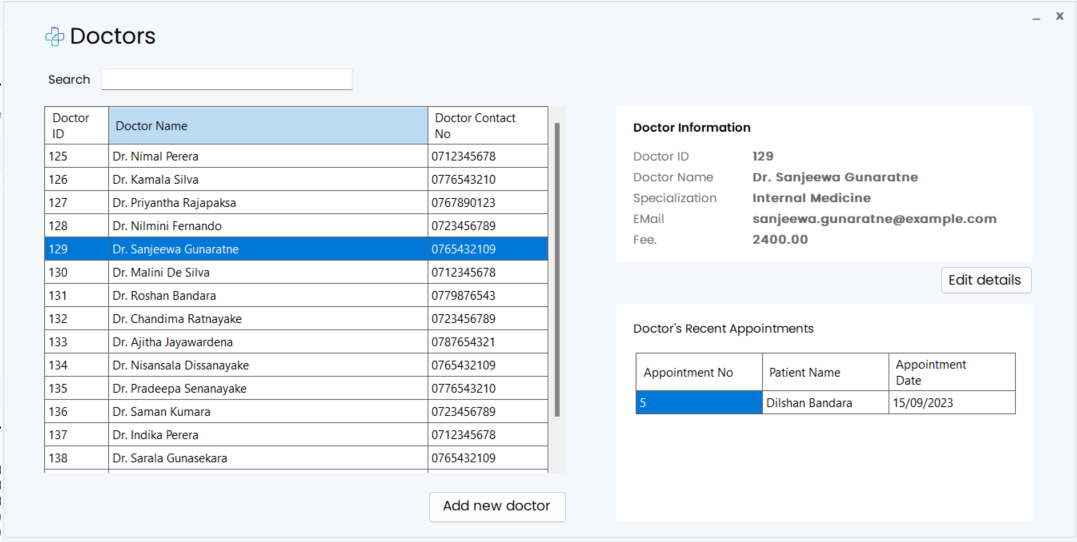 _ x
Doctors
Search
Doctor ID Doctor Name Doctor Contact No
125 Dr. Nimal Perera 0712345678
126 Dr. Kamala Silva 0776543210
127 Dr. Priyantha Rajapaksa 0767890123
128 Dr. Nilmini Fernando 0723456789
129 Dr. Sanjeewa Gunaratne 0765432109
130 Dr. Malini De Silva 0712345678
131 Dr. Roshan Bandara 0779876543
132 Dr. Chandima Ratnayake 0723456789
133 Dr. Ajitha Jayawardena 0787654321
134 Dr. Nisansala Dissanayake 0765432109
135 Dr. Pradeepa Senanayake 0776543210
136 Dr. Saman Kumara 0723456789
137 Dr. Indika Perera 0712345678
138 Dr. Sarala Gunasekara 0765432109
Add new doctor
Doctor Information
Doctor ID 129
Doctor Name Dr. Sanjeewa Gunaratne
Specialization Internal Medicine
EMail sanjeewa.gunaratne@example.com
Fee. 2400.00
Edit details
Doctor's Recent Appointments
Appointment No Patient Name Appointment Date
5 Dilshan Bandara 15/09/2023